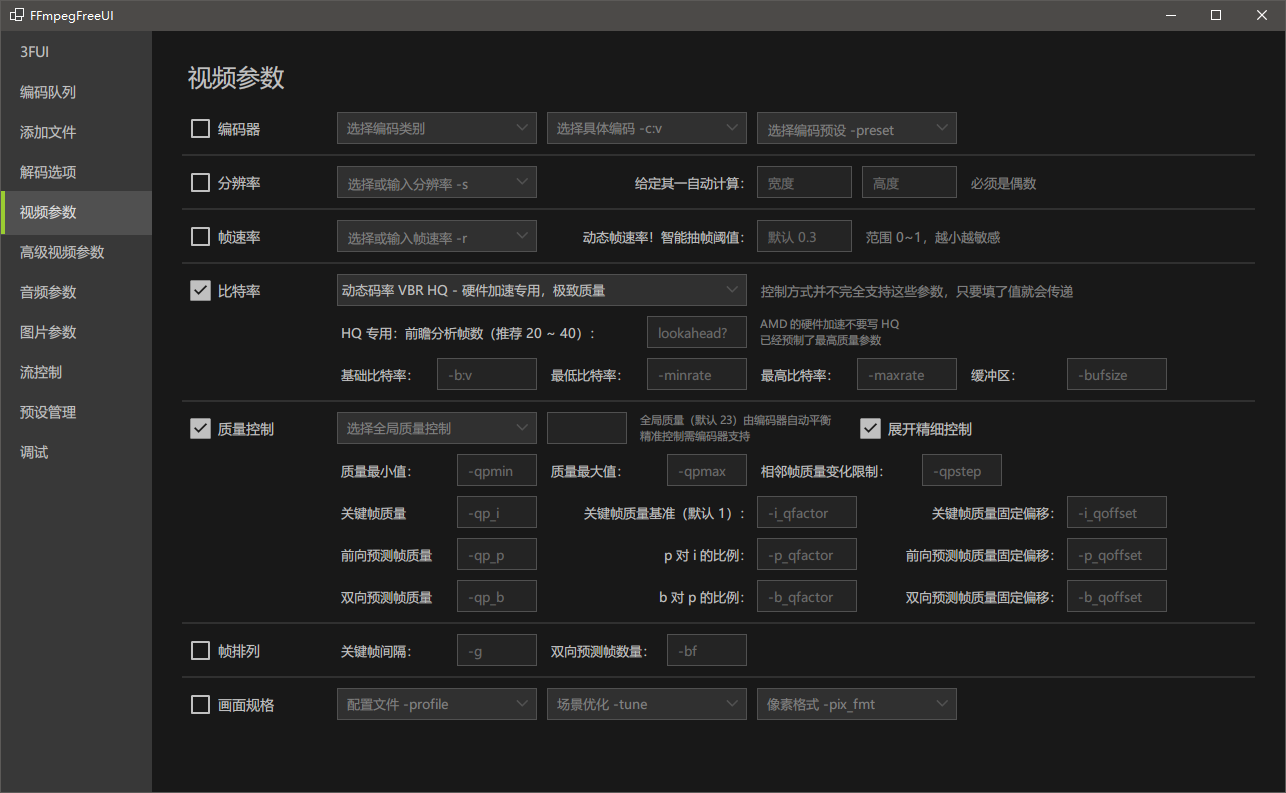 FFmpegFreeUI
3FUI
编码队列
添加文件
解码选项
视频参数
高级视频参数
音频参数
图片参数
流控制
预设管理
调试
视频参数
编码器 选择编码类别 选择具体编码 -c:v 选择编码预设 -preset
分辨率 选择或输入分辨率 -s 给定其一自动计算： 宽度 高度 必须是偶数
帧速率 选择或输入帧速率 -r 动态帧速率！智能抽帧阈值： 默认 0.3 范围 0~1，越小越敏感
比特率 动态码率 VBR HQ - 硬件加速专用，极致质量 控制方式并不完全支持这些参数，只要填了值就会传递
HQ 专用：前瞻分析帧数（推荐 20 ~ 40）： lookahead? AMD 的硬件加速不要写 HQ
已经预制了最高质量参数
基础比特率： -b:v 最低比特率： -minrate 最高比特率： -maxrate 缓冲区： -bufsize
质量控制 选择全局质量控制 全局质量（默认 23）由编码器自动平衡
精准控制需编码器支持 展开精细控制
质量最小值： -qpmin 质量最大值： -qpmax 相邻帧质量变化限制： -qpstep
关键帧质量 -qp_i 关键帧质量基准（默认 1）： -i_qfactor 关键帧质量固定偏移： -i_qoffset
前向预测帧质量 -qp_p p 对 i 的比例： -p_qfactor 前向预测帧质量固定偏移： -p_qoffset
双向预测帧质量 -qp_b b 对 p 的比例： -b_qfactor 双向预测帧质量固定偏移： -b_qoffset
帧排列 关键帧间隔： -g 双向预测帧数量： -bf
画面规格 配置文件 -profile 场景优化 -tune 像素格式 -pix_fmt